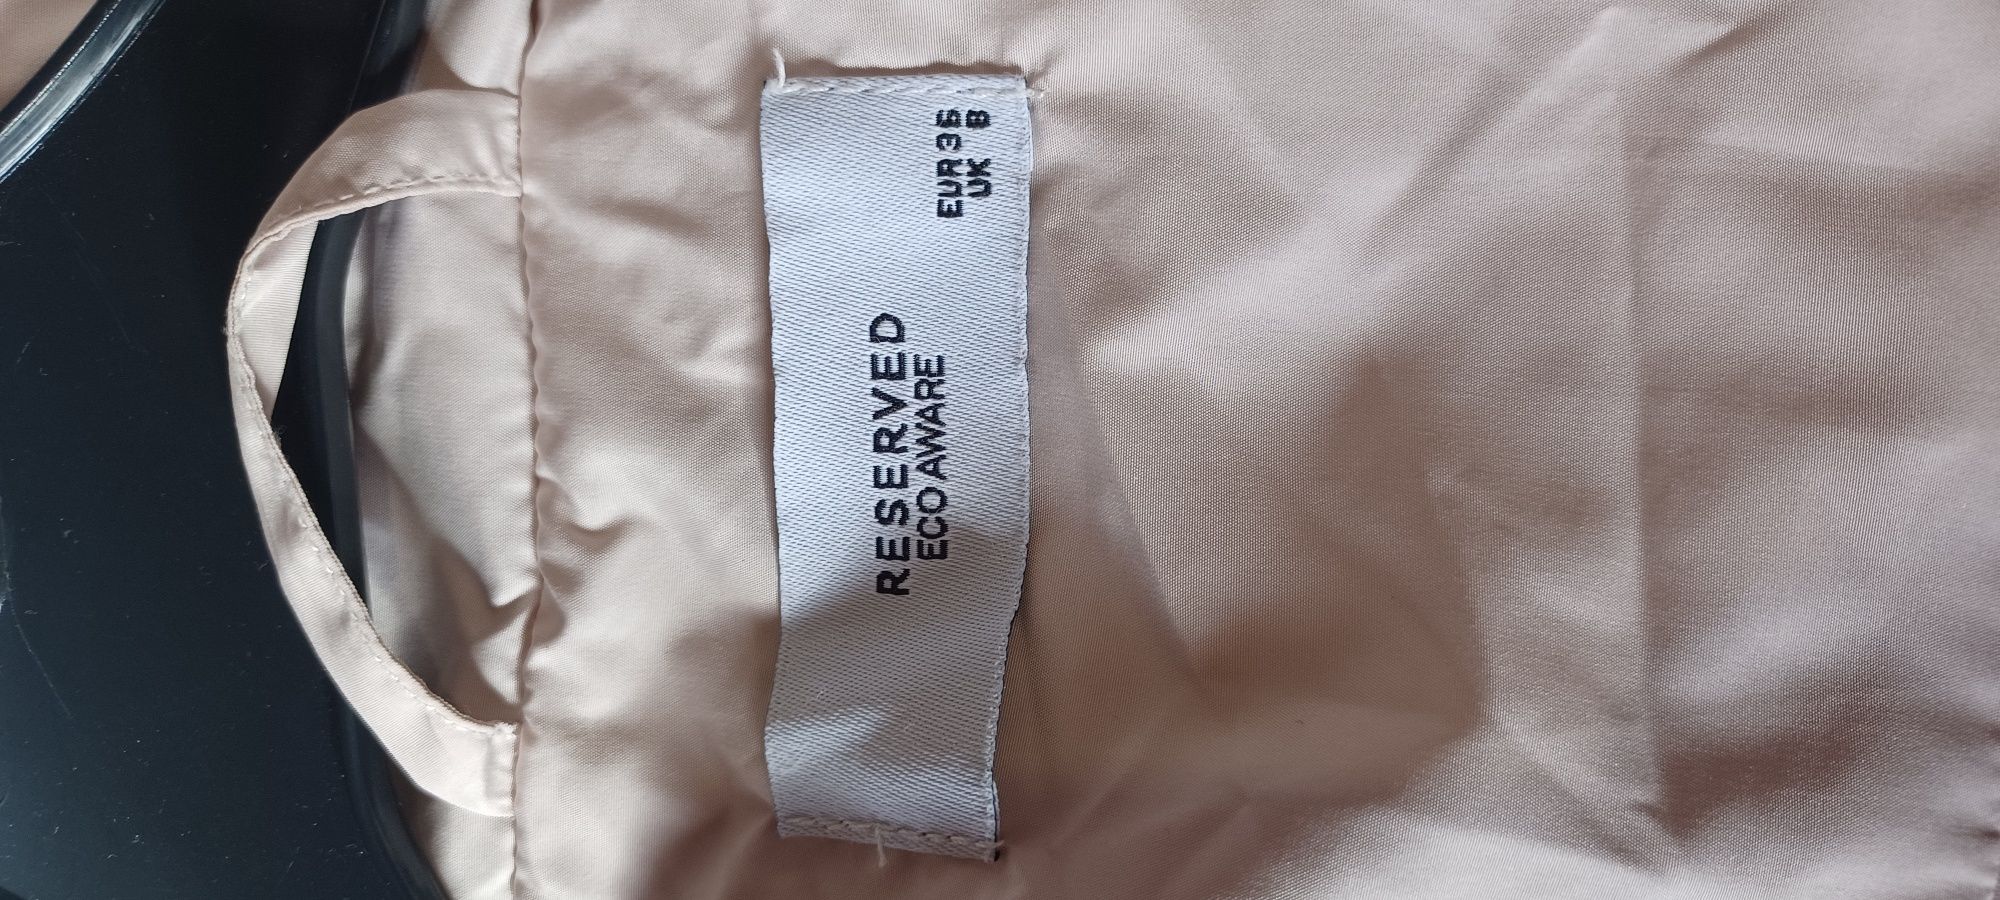 RESERVED
ECO AWARE
EUR 36
UK 8